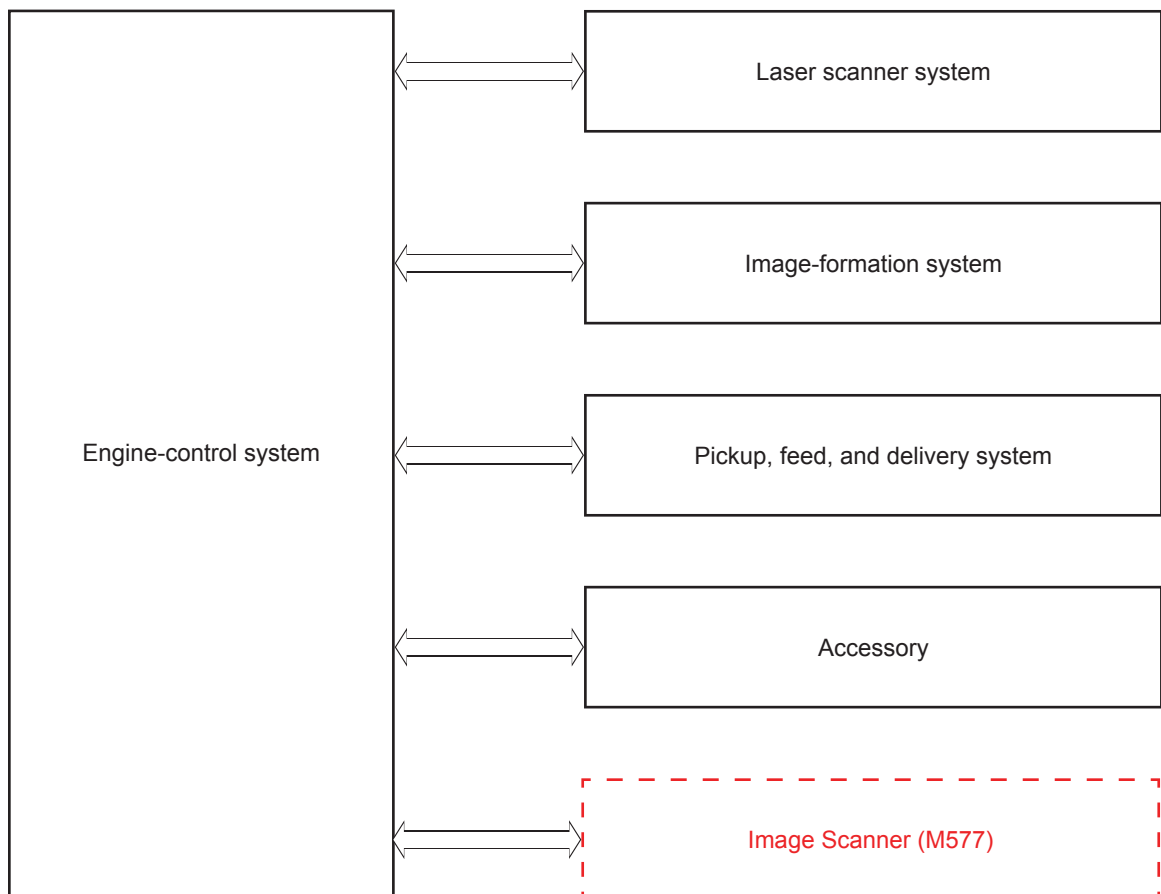 Laser scanner system
Image-formation system
Engine-control system
Pickup, feed, and delivery system
Accessory
Image Scanner (M577)